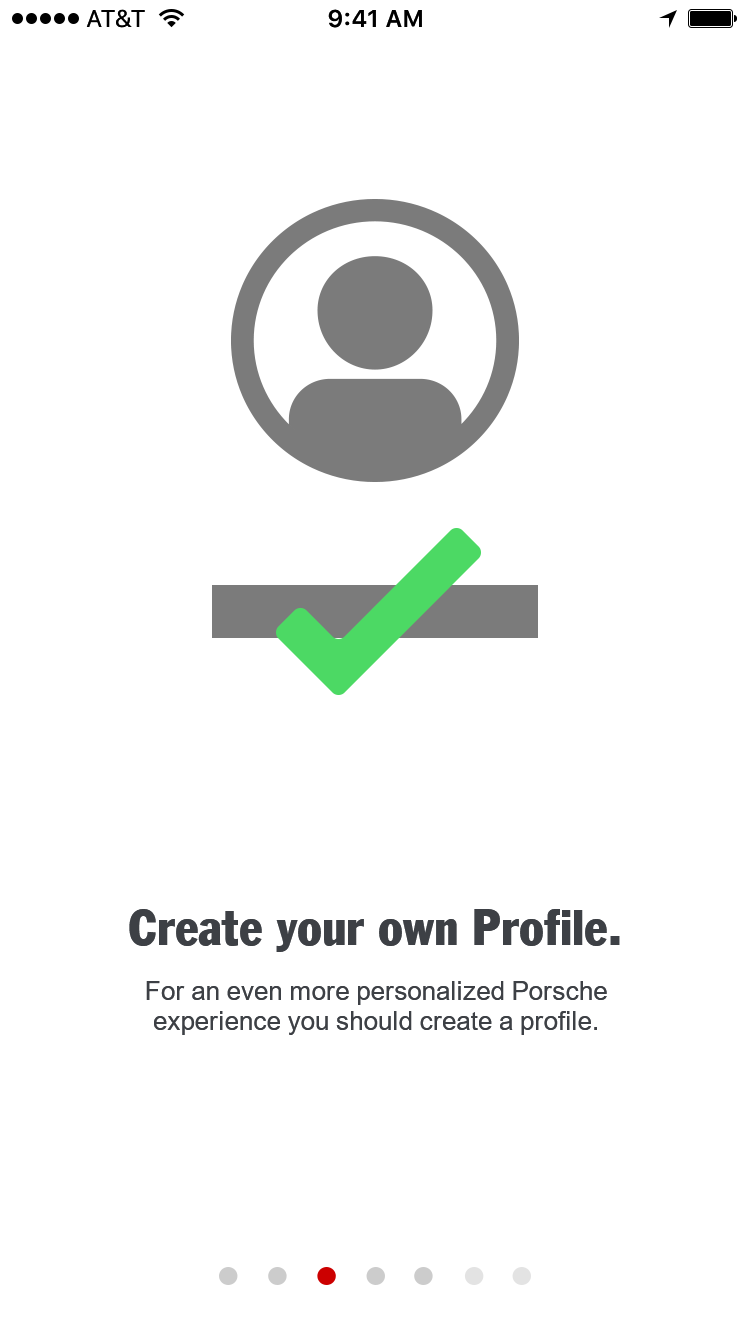 AT&T 9:41 AM
Create your own Profile.
For an even more personalized Porsche
experience you should create a profile.